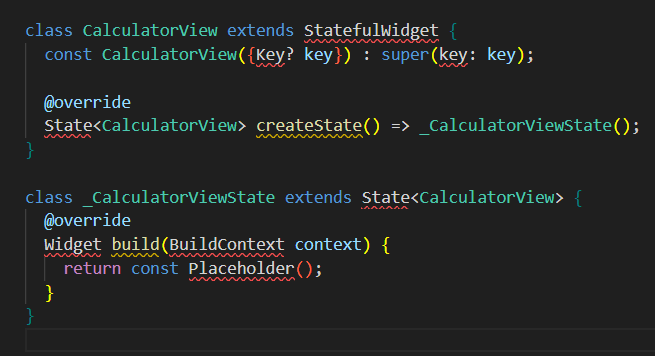 class CalculatorView extends StatefulWidget {
  const CalculatorView({Key? key}) : super(key: key);

  @override
  State<CalculatorView> createState() => _CalculatorViewState();
}

class _CalculatorViewState extends State<CalculatorView> {
  @override
  Widget build(BuildContext context) {
    return const Placeholder();
  }
}